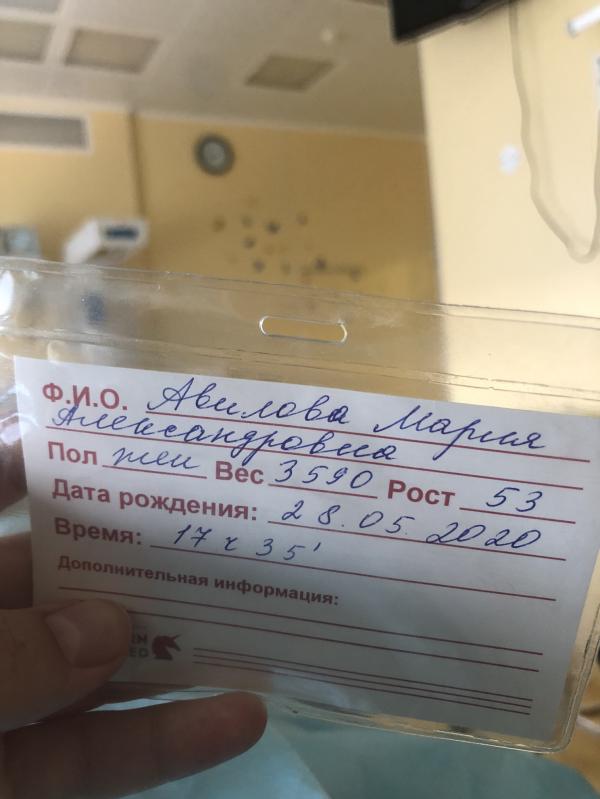 Ф.И.О. Авилова Мария
Александровна
Пол жен Вес 3590 Рост 53
Дата рождения: 28.05.2020
Время: 17 ч 35'
Дополнительная информация: